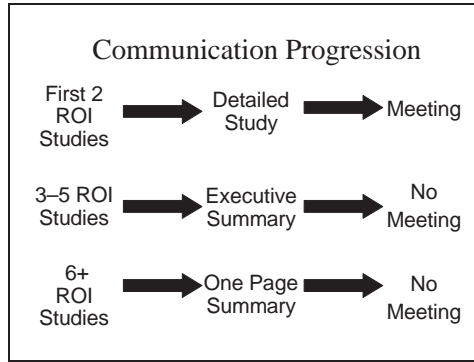 Communication Progression
First 2
ROI
Studies
Detailed
Study
Meeting
3–5 ROI
Studies
Executive
Summary
No
Meeting
6+
ROI
Studies
One Page
Summary
No
Meeting